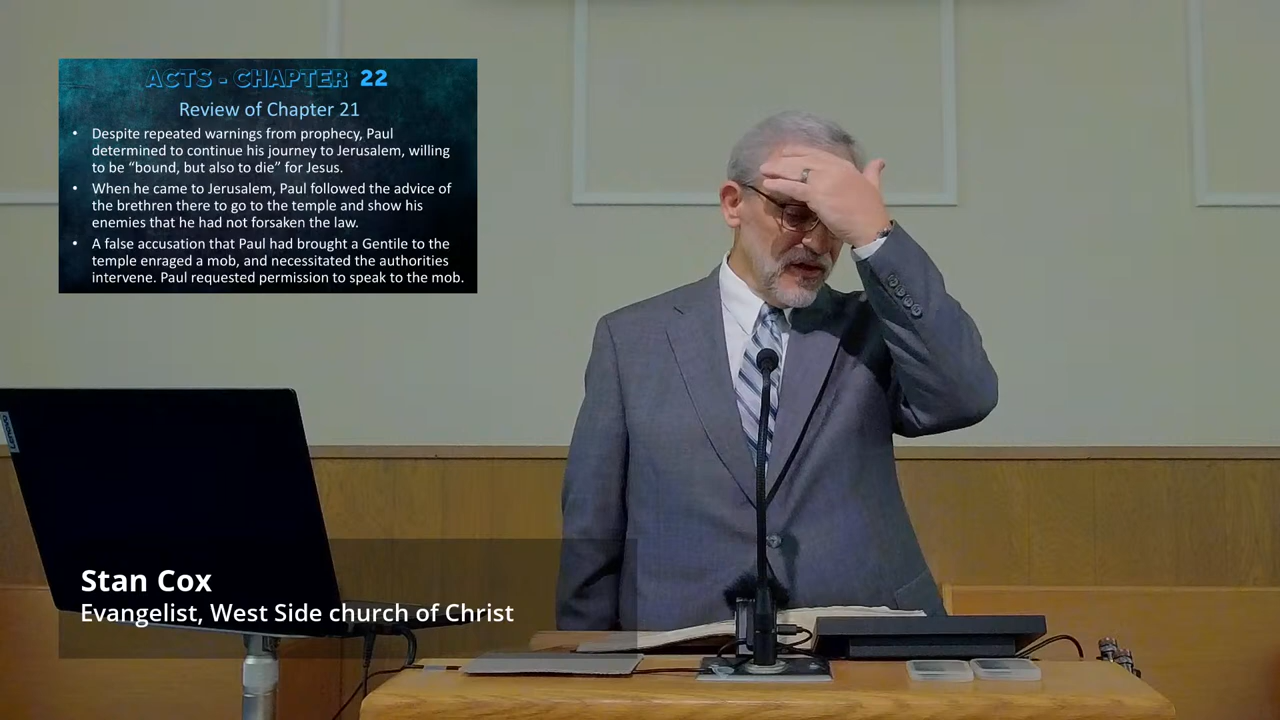 ACTS - CHAPTER 22
Review of Chapter 21
• Despite repeated warnings from prophecy, Paul
determined to continue his journey to Jerusalem, willing
to be “bound, but also to die” for Jesus.
• When he came to Jerusalem, Paul followed the advice of
the brethren there to go to the temple and show his
enemies that he had not forsaken the law.
• A false accusation that Paul had brought a Gentile to the
temple enraged a mob, and necessitated the authorities
intervene. Paul requested permission to speak to the mob.
Lenovo
Stan Cox
Evangelist, West Side church of Christ